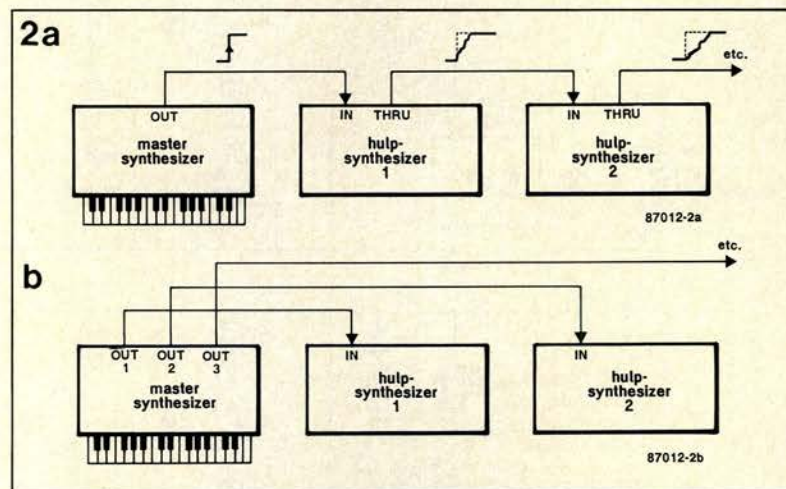 2a
etc.
OUT
master
synthesizer
IN THRU
hulp-
synthesizer
1
IN THRU
hulp-
synthesizer
2
87012-2a
b
etc.
OUT OUT OUT
1 2 3
master
synthesizer
IN
hulp-
synthesizer
1
IN
hulp-
synthesizer
2
87012-2b